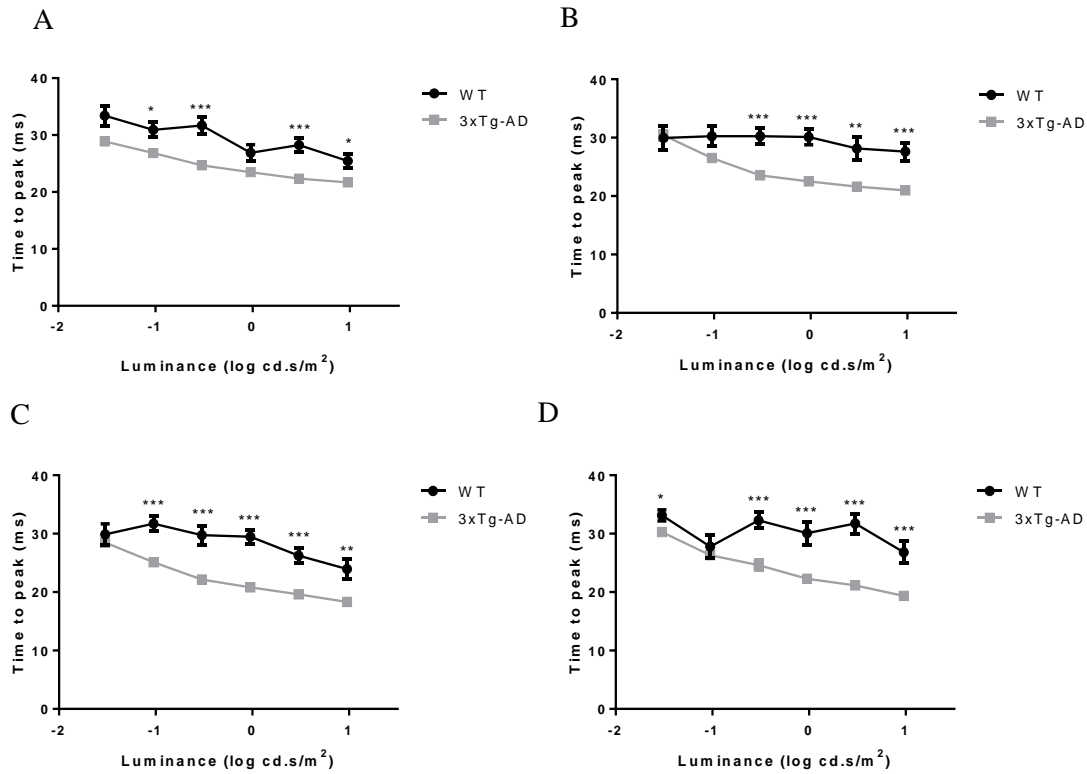 A
Time to peak (ms)
40
30
20
10
0
* *** *** *
WT
3xTg-AD
-2 -1 0 1
Luminance (log cd.s/m²)
B
Time to peak (ms)
40
30
20
10
0
*** *** ** ***
WT
3xTg-AD
-2 -1 0 1
Luminance (log cd.s/m²)
C
Time to peak (ms)
40
30
20
10
0
*** *** *** *** **
WT
3xTg-AD
-2 -1 0 1
Luminance (log cd.s/m²)
D
Time to peak (ms)
40
30
20
10
0
* *** *** *** ***
WT
3xTg-AD
-2 -1 0 1
Luminance (log cd.s/m²)